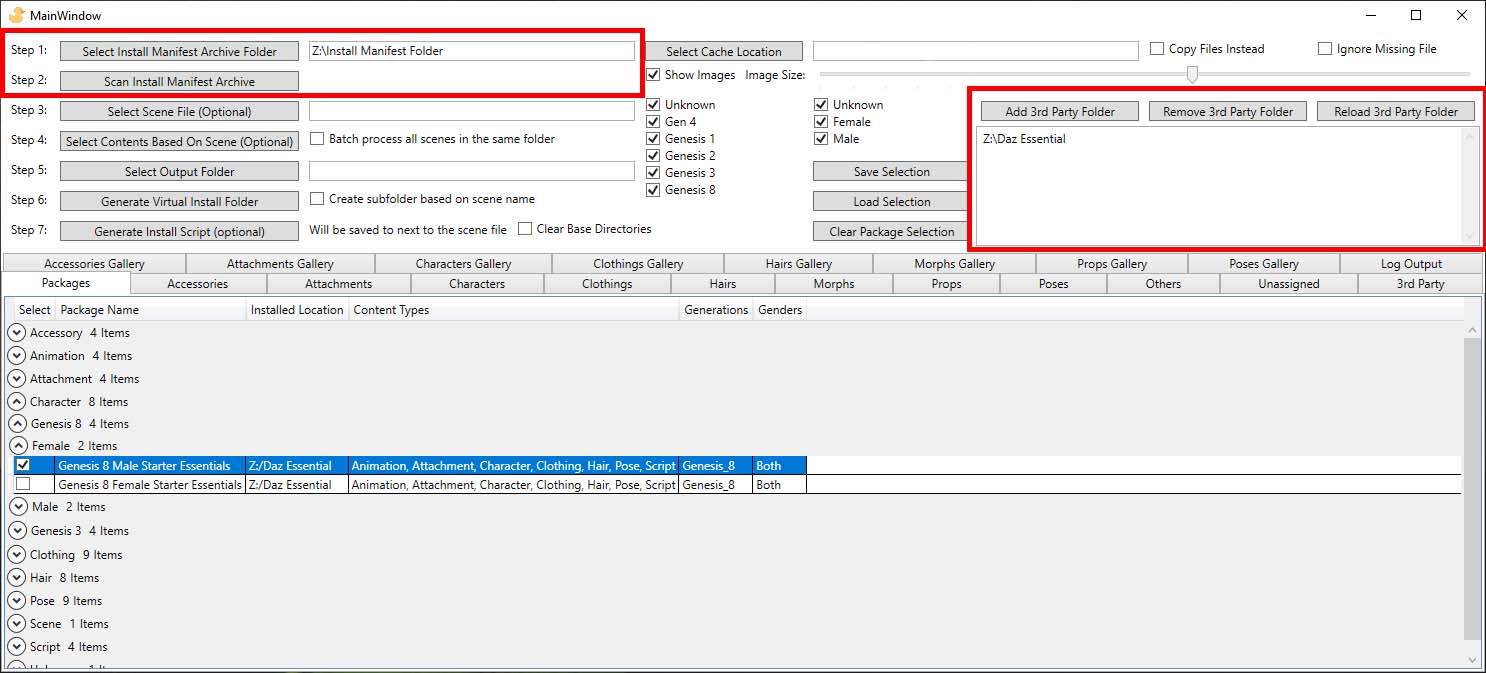 MainWindow
Step 1: Select Install Manifest Archive Folder Z:\Install Manifest Folder Select Cache Location Copy Files Instead Ignore Missing File
Step 2: Scan Install Manifest Archive Show Images Image Size:
Step 3: Select Scene File (Optional) Unknown Unknown Add 3rd Party Folder Remove 3rd Party Folder Reload 3rd Party Folder
Gen 4 Female
Step 4: Select Contents Based On Scene (Optional) Batch process all scenes in the same folder Genesis 1 Male Z:\Daz Essential
Genesis 2
Step 5: Select Output Folder Genesis 3 Save Selection
Genesis 8
Step 6: Generate Virtual Install Folder Create subfolder based on scene name Load Selection
Step 7: Generate Install Script (optional) Will be saved to next to the scene file Clear Base Directories Clear Package Selection
Accessories Gallery Attachments Gallery Characters Gallery Clothings Gallery Hairs Gallery Morphs Gallery Props Gallery Poses Gallery Log Output
Packages Accessories Attachments Characters Clothings Hairs Morphs Props Poses Others Unassigned 3rd Party
Select Package Name Installed Location Content Types Generations Genders
Accessory 4 Items
Animation 4 Items
Attachment 4 Items
Character 8 Items
Genesis 8 4 Items
Female 2 Items
Genesis 8 Male Starter Essentials Z:/Daz Essential Animation, Attachment, Character, Clothing, Hair, Pose, Script Genesis_8 Both
Genesis 8 Female Starter Essentials Z:/Daz Essential Animation, Attachment, Character, Clothing, Hair, Pose, Script Genesis_8 Both
Male 2 Items
Genesis 3 4 Items
Clothing 9 Items
Hair 8 Items
Pose 9 Items
Scene 1 Items
Script 4 Items